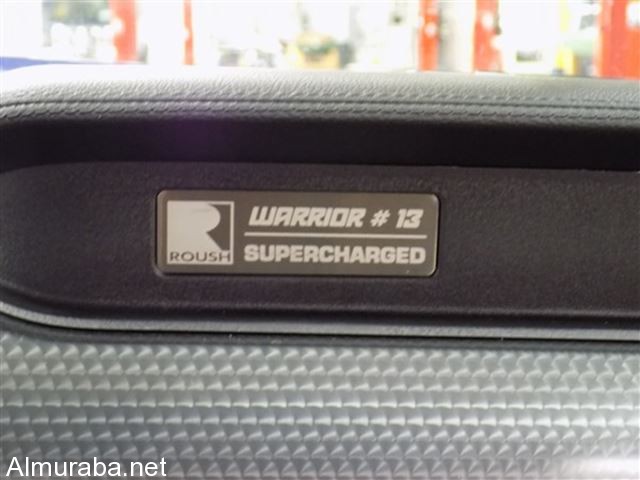 WARRIOR # 13
ROUSH
SUPERCHARGED
Almuraba.net